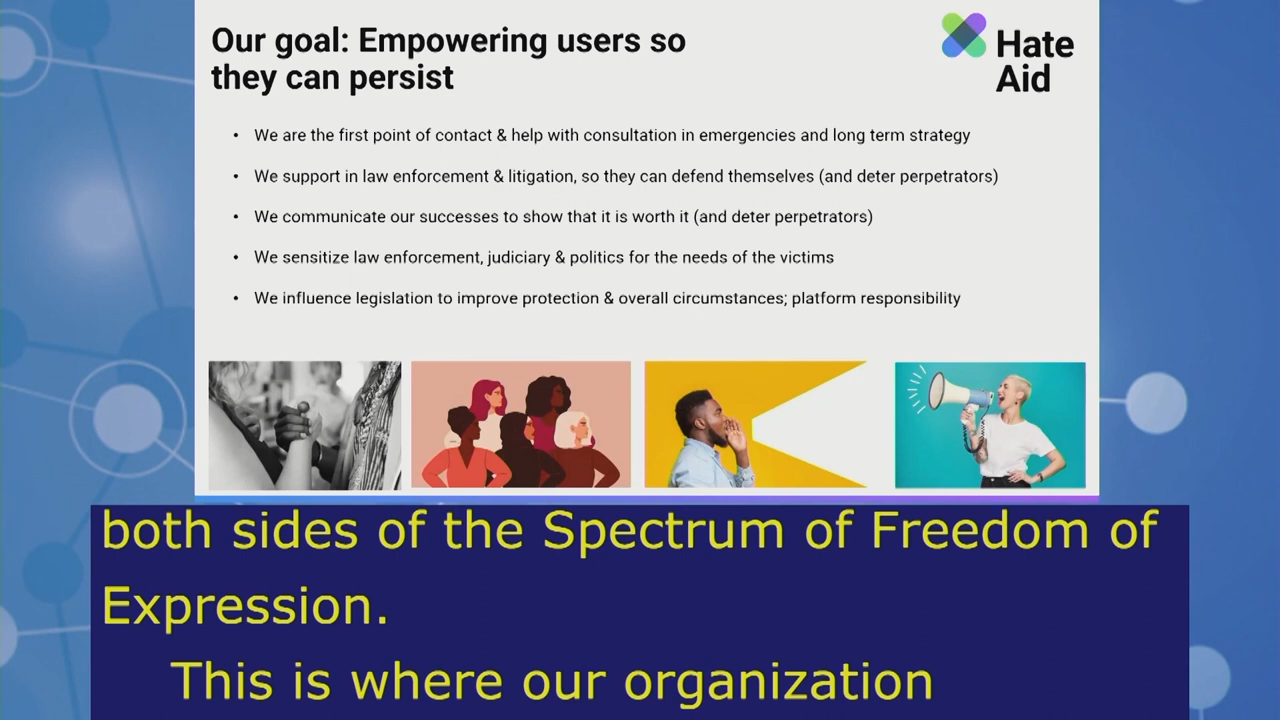 Our goal: Empowering users so
they can persist
Hate
Aid
• We are the first point of contact & help with consultation in emergencies and long term strategy
• We support in law enforcement & litigation, so they can defend themselves (and deter perpetrators)
• We communicate our successes to show that it is worth it (and deter perpetrators)
• We sensitize law enforcement, judiciary & politics for the needs of the victims
• We influence legislation to improve protection & overall circumstances; platform responsibility
both sides of the Spectrum of Freedom of
Expression.
This is where our organization